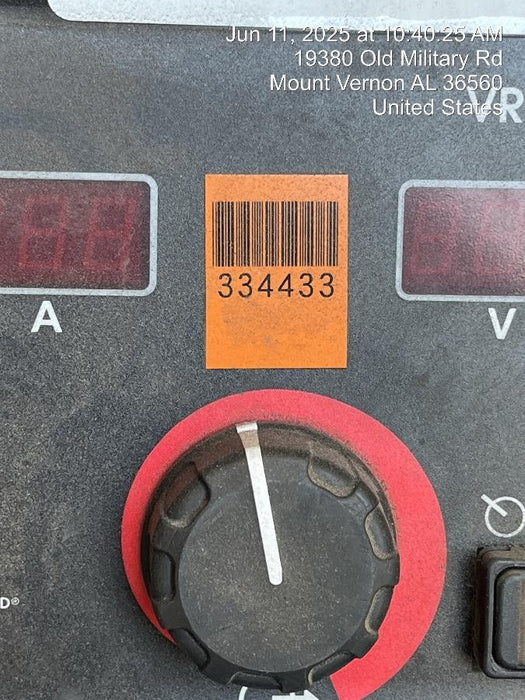 Jun 11, 2025 at 10:40:25 AM
19380 Old Military Rd
Mount Vernon AL 36560
United States
VR
334433
A
V
D®